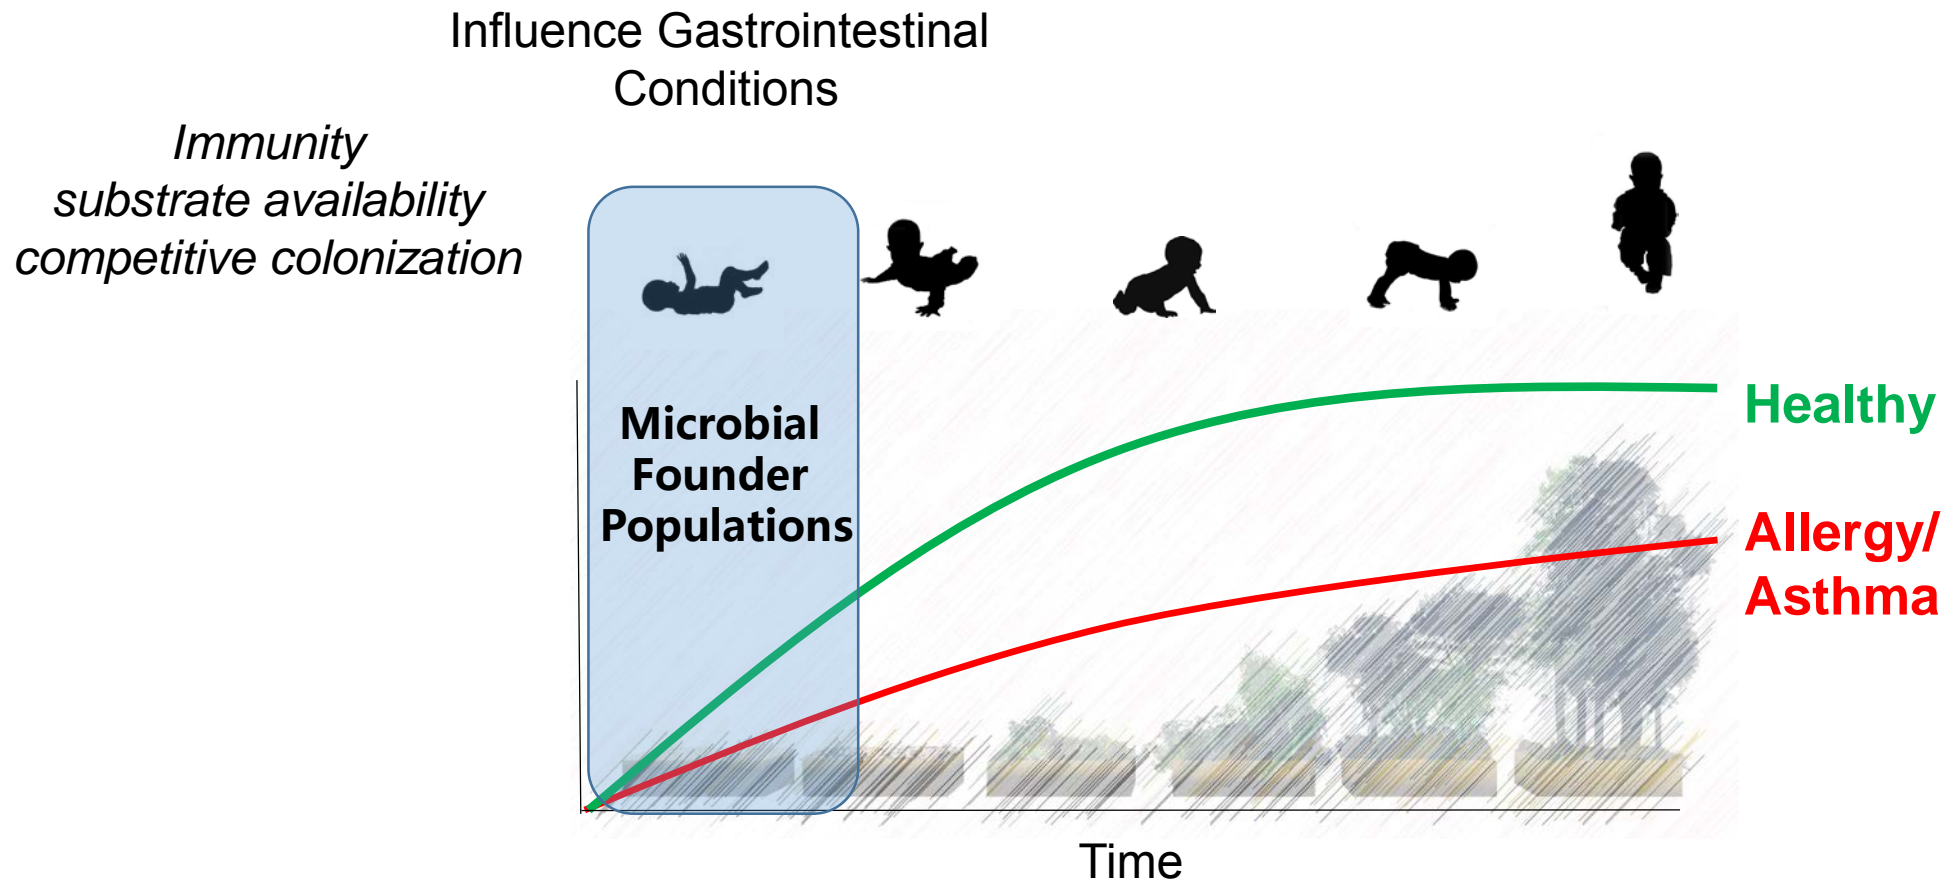 Influence Gastrointestinal
Conditions
Immunity
substrate availability
competitive colonization
Microbial
Founder
Populations
Healthy
Allergy/
Asthma
Time